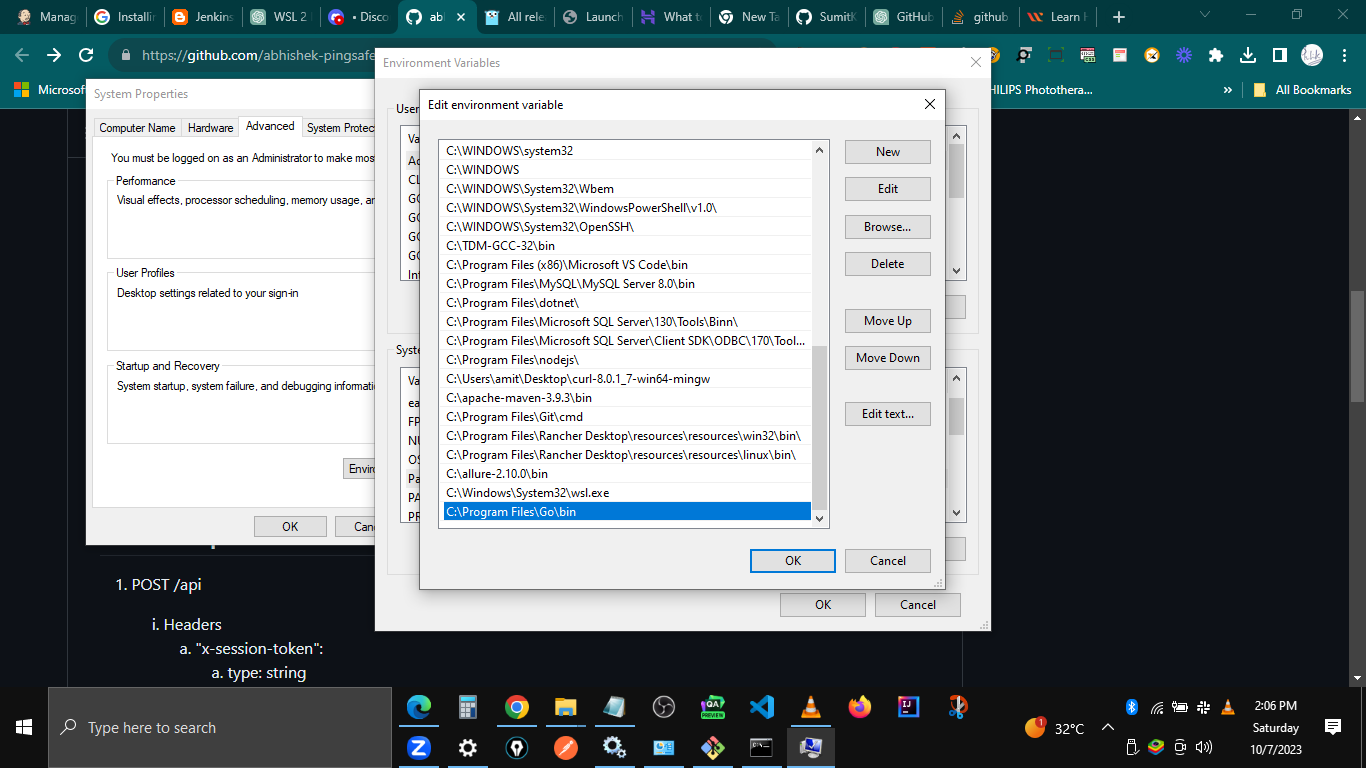 Manag
Installin
Jenkins
WSL 2
• Disco
abl
All rele
Launch
What t
New Ta
SumitK
GitHub
github
Learn
https://github.com/abhishek-pingsafe
Microsof
HILIPS Photothera...
»
All Bookmarks
System Properties
Computer Name
Hardware
Advanced
System Protect
You must be logged on as an Administrator to make mos
Performance
Visual effects, processor scheduling, memory usage, an
User Profiles
Desktop settings related to your sign-in
Startup and Recovery
System startup, system failure, and debugging informatio
Enviro
OK
Can
Environment Variables
User
Va
Ac
CL
GC
GC
GC
GC
Int
Syste
Va
ea
FP
NU
OS
Pa
PA
PR
OK
Cancel
Edit environment variable
C:\WINDOWS\system32
C:\WINDOWS
C:\WINDOWS\System32\Wbem
C:\WINDOWS\System32\WindowsPowerShell\v1.0\
C:\WINDOWS\System32\OpenSSH\
C:\TDM-GCC-32\bin
C:\Program Files (x86)\Microsoft VS Code\bin
C:\Program Files\MySQL\MySQL Server 8.0\bin
C:\Program Files\dotnet\
C:\Program Files\Microsoft SQL Server\130\Tools\Binn\
C:\Program Files\Microsoft SQL Server\Client SDK\ODBC\170\Tool...
C:\Program Files\nodejs\
C:\Users\amit\Desktop\curl-8.0.1_7-win64-mingw
C:\apache-maven-3.9.3\bin
C:\Program Files\Git\cmd
C:\Program Files\Rancher Desktop\resources\resources\win32\bin\
C:\Program Files\Rancher Desktop\resources\resources\linux\bin\
C:\allure-2.10.0\bin
C:\Windows\System32\wsl.exe
C:\Program Files\Go\bin
New
Edit
Browse...
Delete
Move Up
Move Down
Edit text...
OK
Cancel
1. POST /api
i. Headers
a. "x-session-token":
a. type: string
Type here to search
QA
PREVIEW
1
32°C
2:06 PM
Saturday
10/7/2023